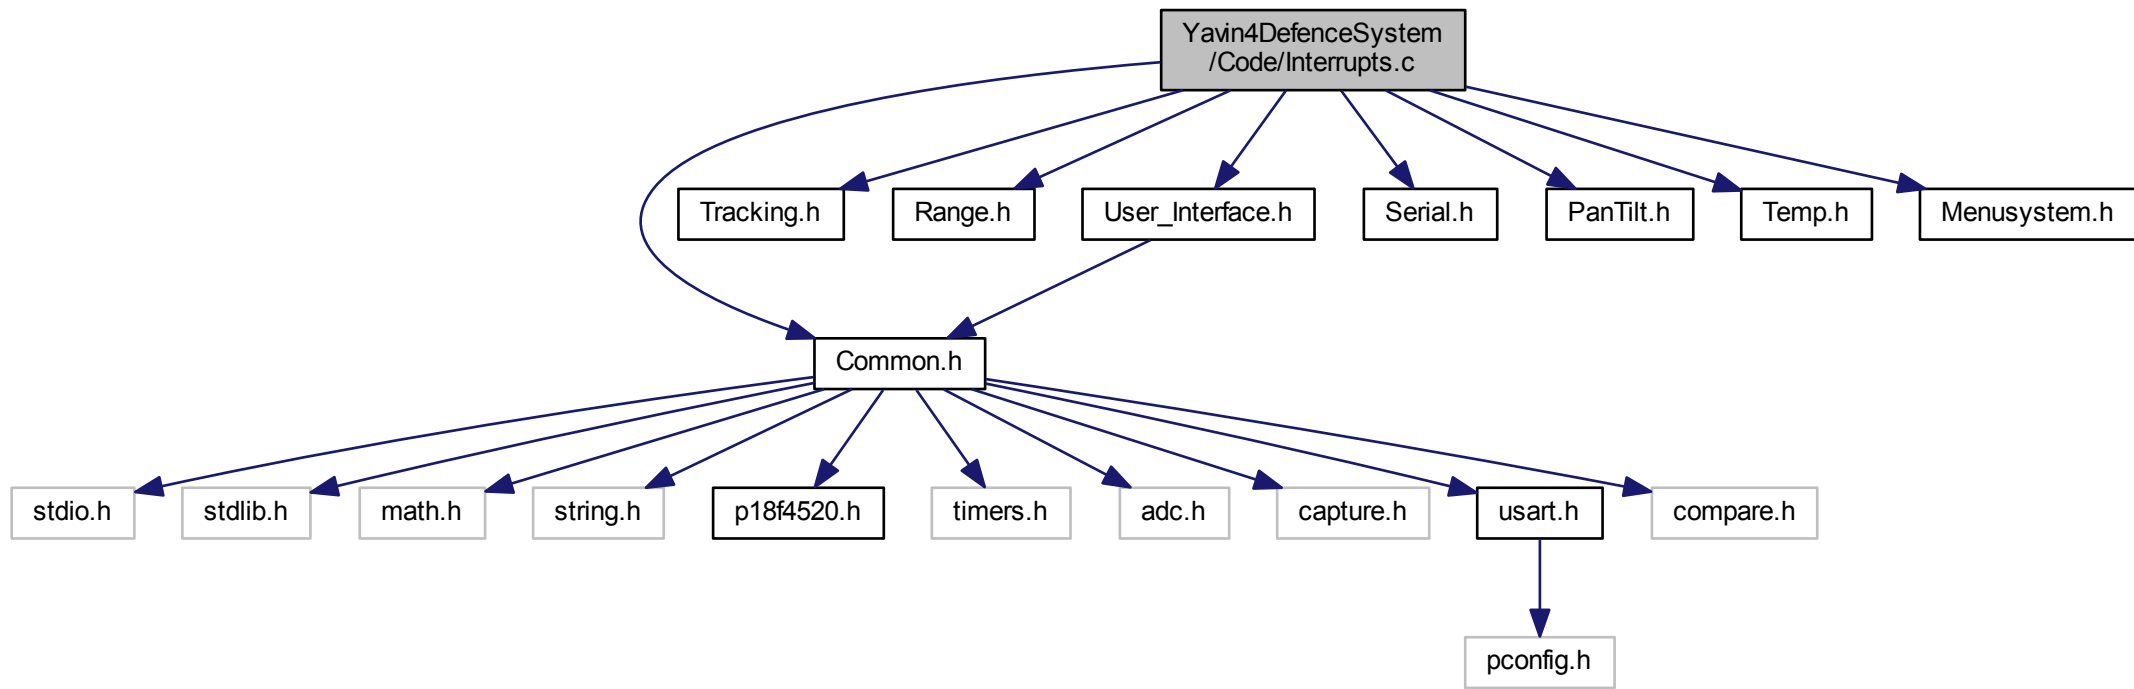 Yavin4DefenceSystem
/Code/Interrupts.c
Tracking.h
Range.h
User_Interface.h
Serial.h
PanTilt.h
Temp.h
Menusystem.h
Common.h
stdio.h
stdlib.h
math.h
string.h
p18f4520.h
timers.h
adc.h
capture.h
usart.h
compare.h
pconfig.h